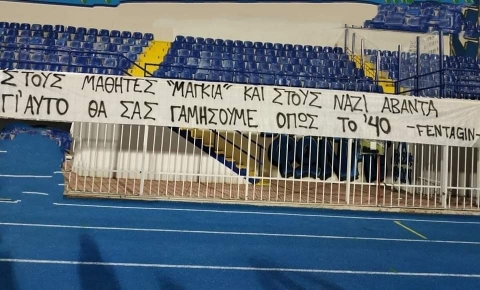 ΣΤΟΥΣ ΜΑΘΗΤΕΣ "ΜΑΓΚΙΑ" ΚΑΙ ΣΤΟΥΣ ΝΑΖΙ ΑΒΑΝΤΑ
ΓΙ'ΑΥΤΟ ΘΑ ΣΑΣ ΓΑΜΗΣΟΥΜΕ ΟΠΩΣ ΤΟ '40 -FENTAGIN-